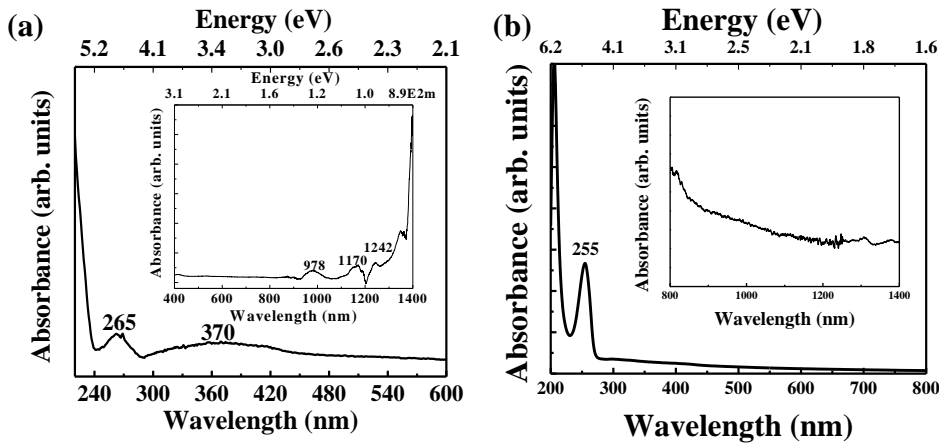 (a)
Energy (eV)
5.2 4.1 3.4 3.0 2.6 2.3 2.1
Energy (eV)
3.1 2.1 1.6 1.2 1.0 8.9E2m
Absorbance (arb. units)
Absorbance (arb. units)
978 1170 1242
400 600 800 1000 1200 1400
Wavelength (nm)
265 370
240 300 360 420 480 540 600
Wavelength (nm)
(b)
Energy (eV)
6.2 4.1 3.1 2.5 2.1 1.8 1.6
Absorbance (arb. units)
Absorbance (arb. units)
255
800 1000 1200 1400
Wavelength (nm)
200 300 400 500 600 700 800
Wavelength (nm)